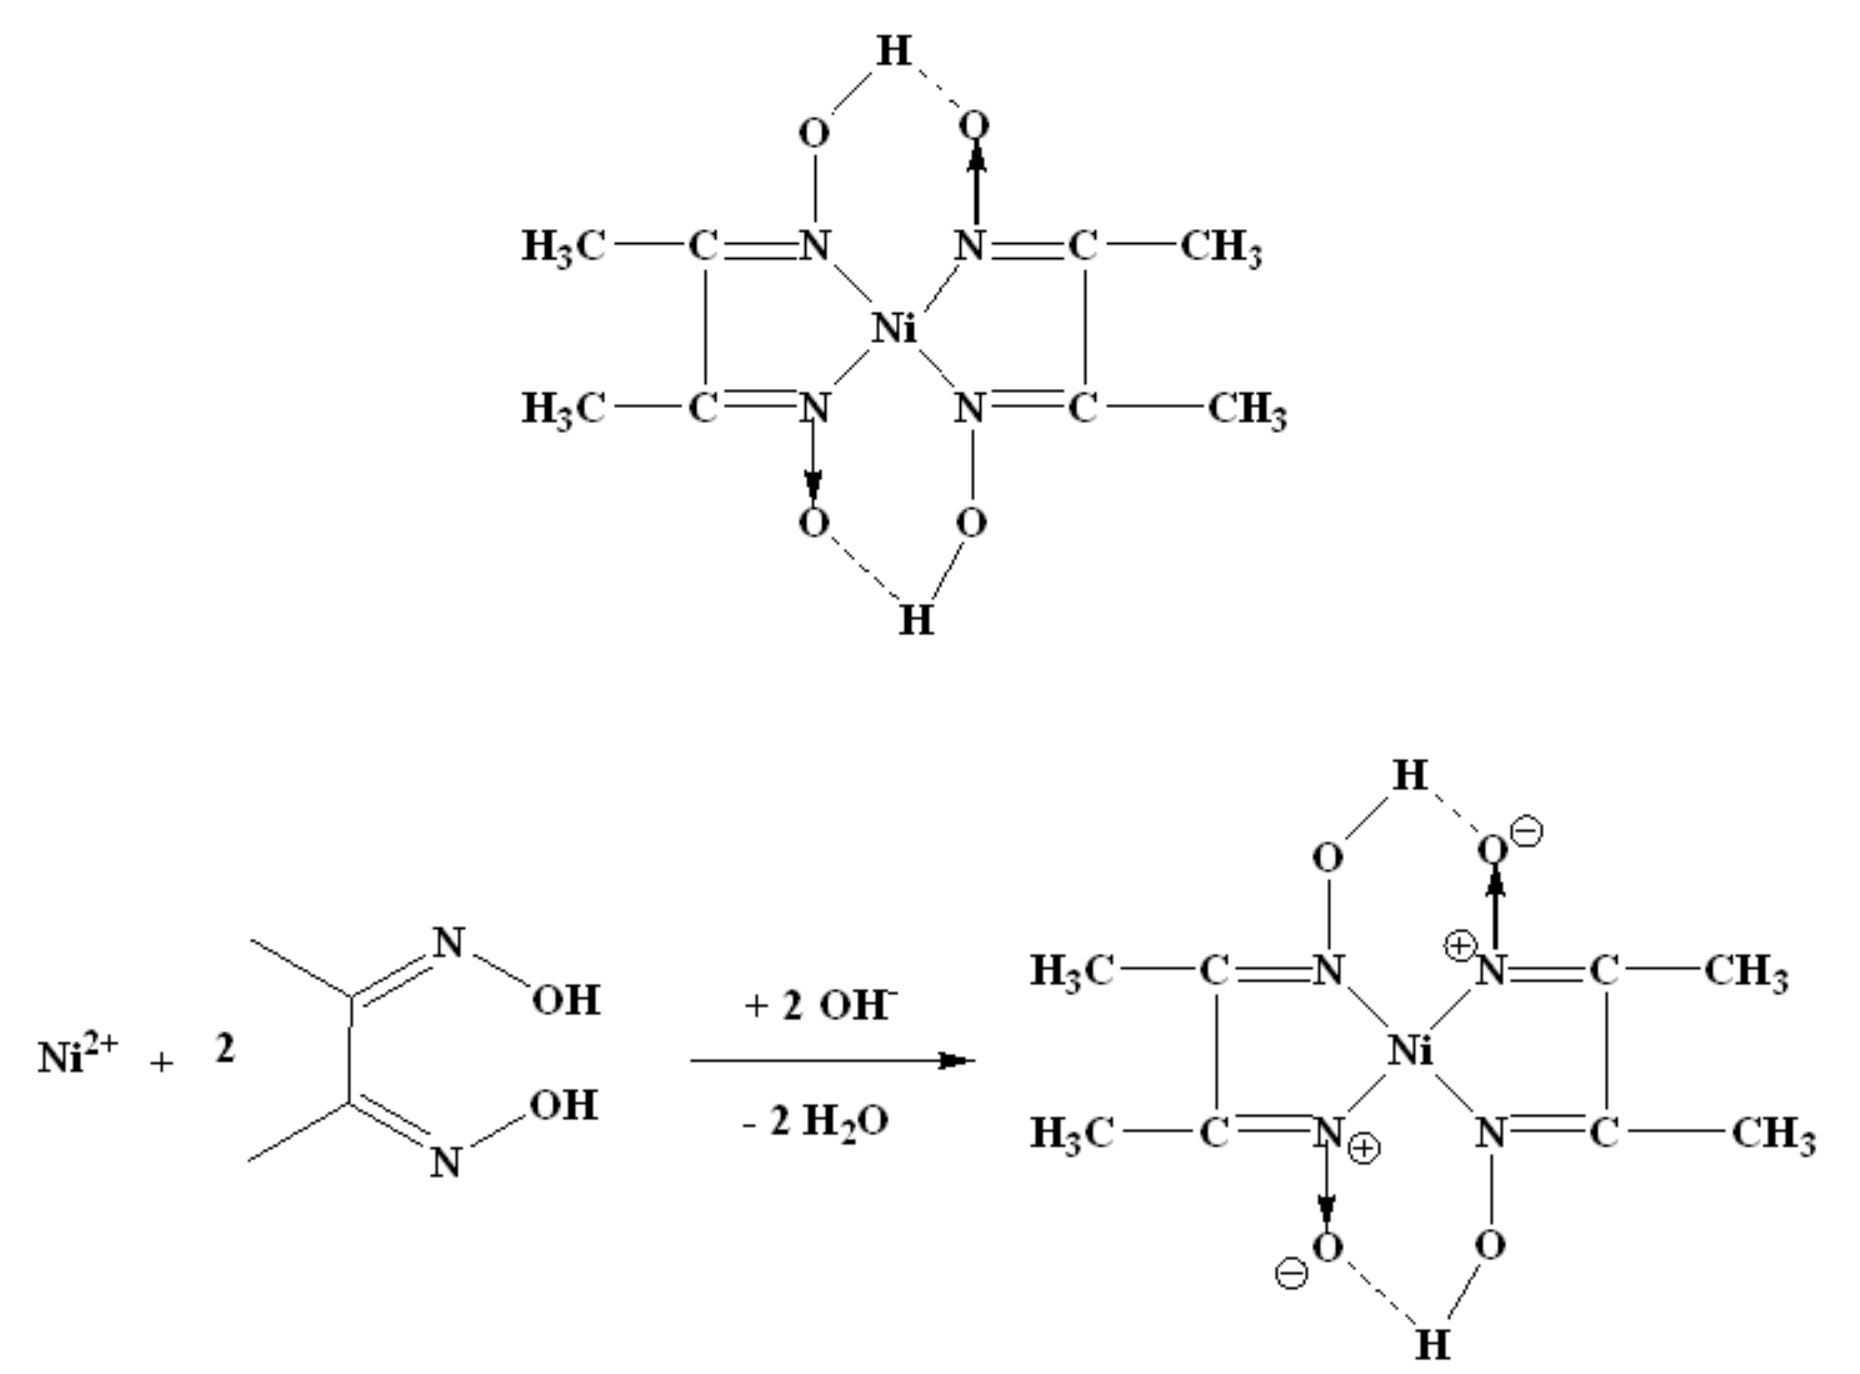 H
O O
H₃C C N N C CH₃
Ni
H₃C C N N C CH₃
O O
H
H
O O ⊖
N + 2 OH⁻ H₃C C N ⊕ N C CH₃
OH
Ni²⁺ + 2 Ni
OH - 2 H₂O H₃C C N ⊕ N C CH₃
N
⊖ O O
H